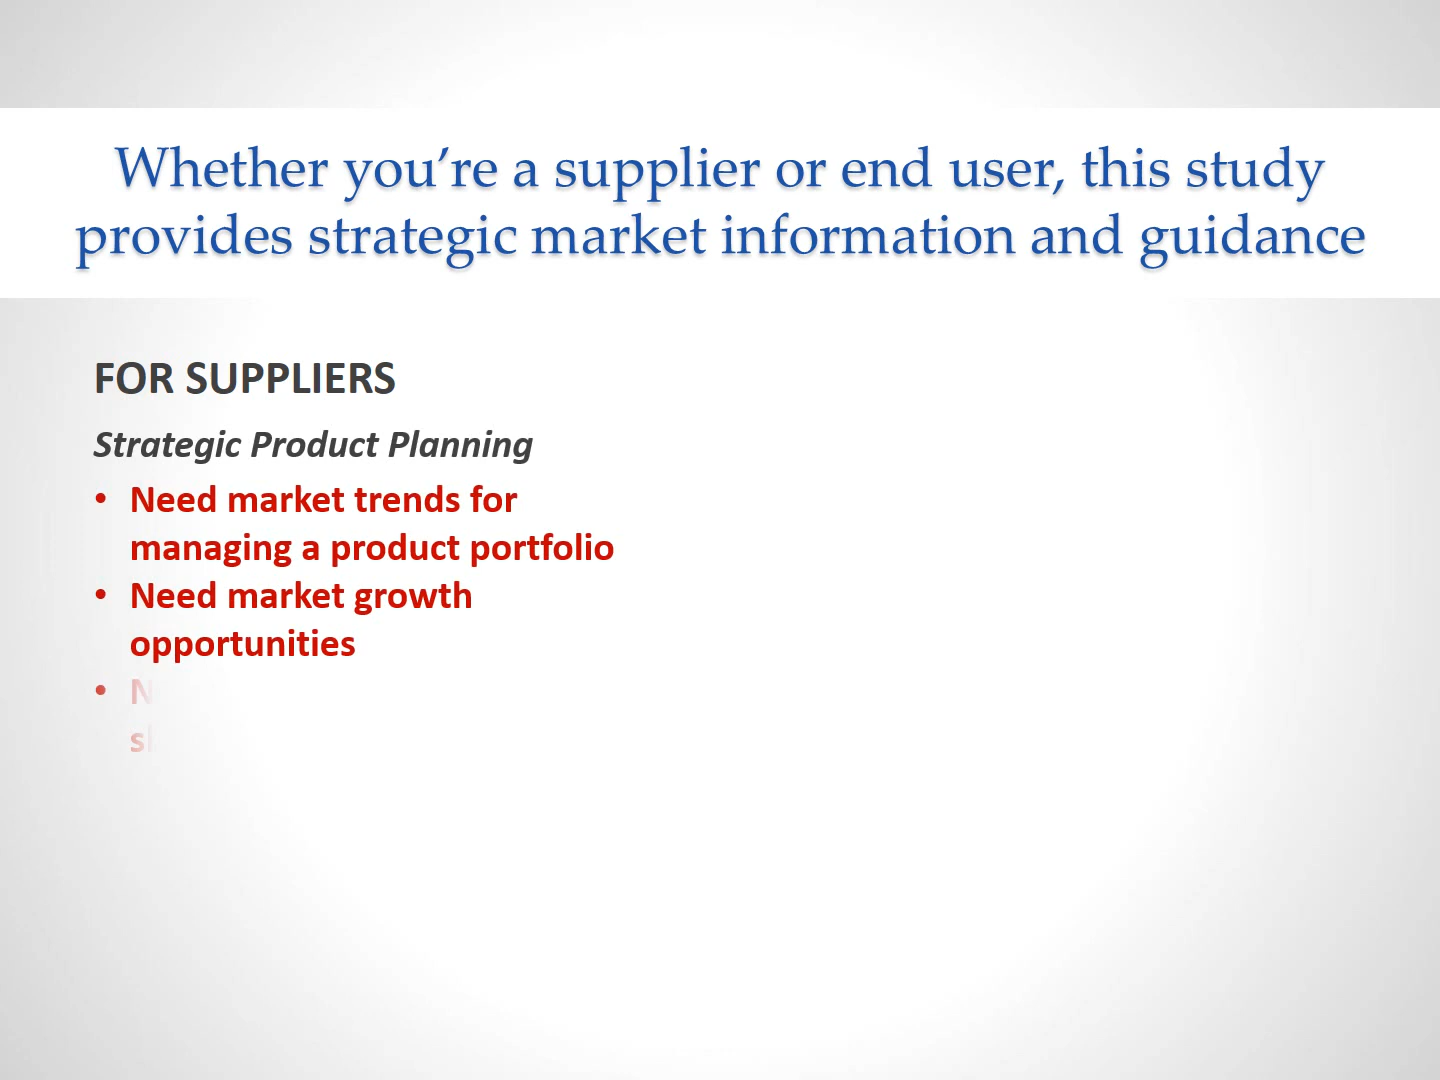 Whether you’re a supplier or end user, this study
provides strategic market information and guidance
FOR SUPPLIERS
Strategic Product Planning
• Need market trends for
managing a product portfolio
• Need market growth
opportunities
•